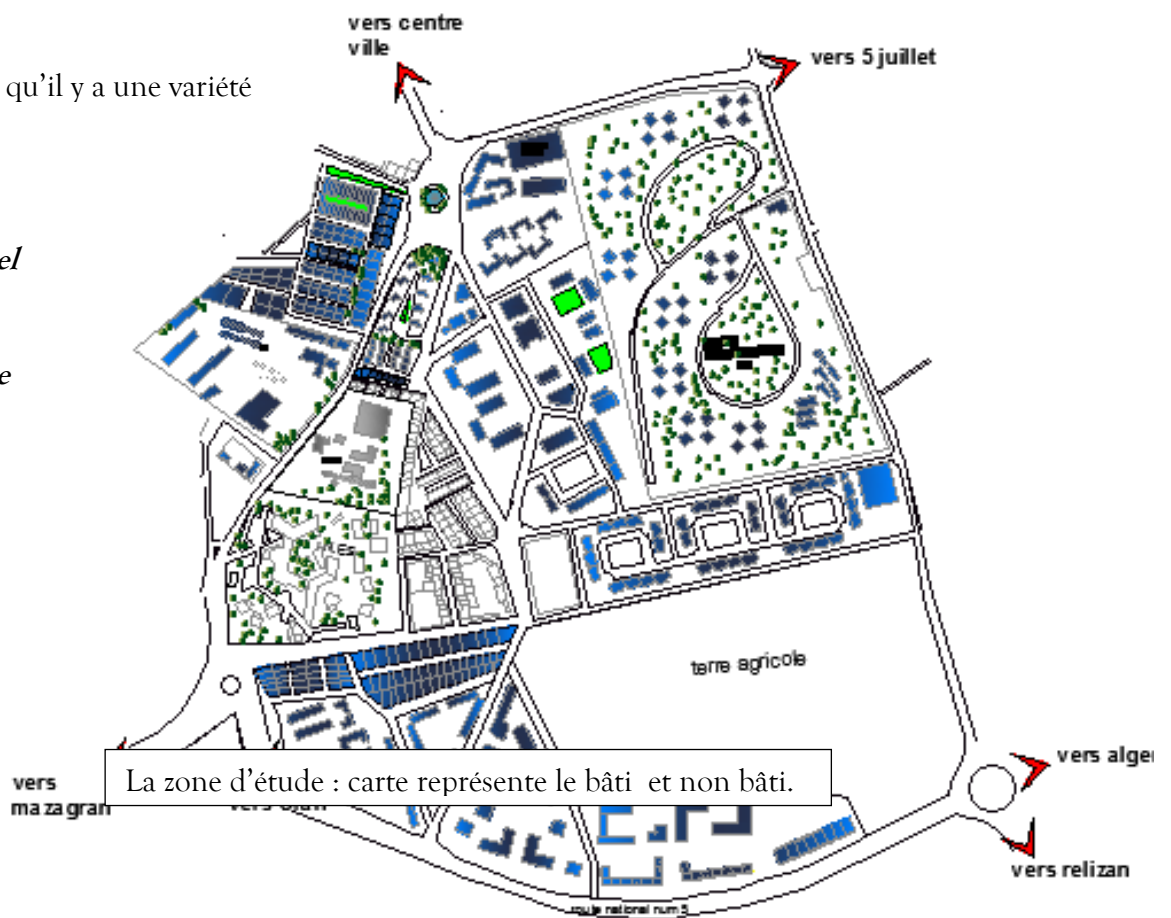 vers centre
ville
vers 5 juillet
qu’il y a une variété
el
e
terre agricole
vers alger
La zone d’étude : carte représente le bâti et non bâti.
vers
mazagran
vers relizan
route national num 5